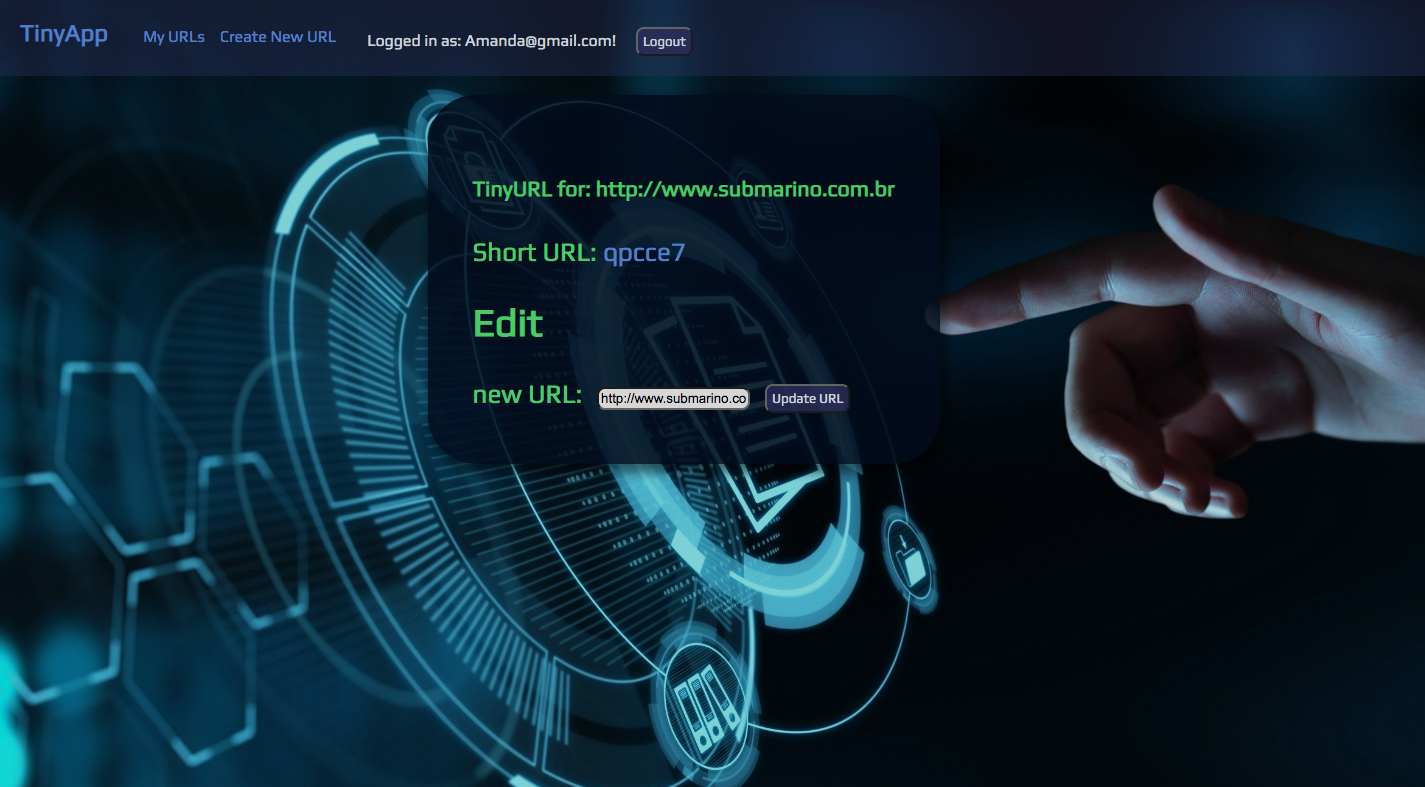 TinyApp My URLs Create New URL Logged in as: Amanda@gmail.com! Logout
TinyURL for: http://www.submarino.com.br
Short URL: qpcce7
Edit
new URL: http://www.submarino.co Update URL